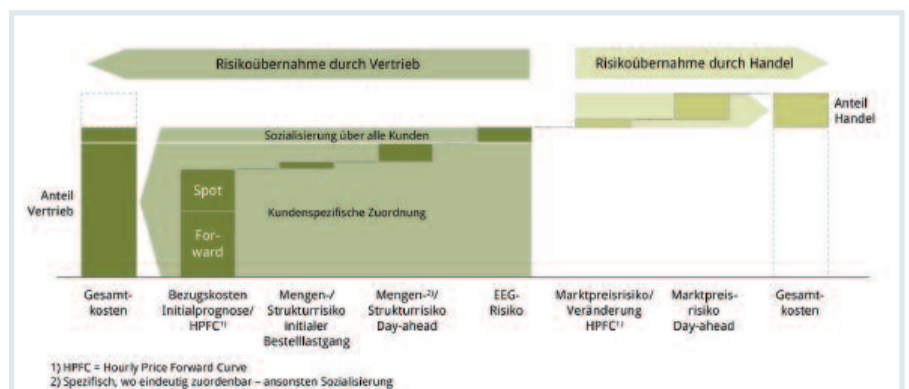 Risikoübernahme durch Vertrieb
Risikoübernahme durch Handel
Anteil
Handel
Sozialisierung über alle Kunden
Anteil
Vertrieb
Spot
For-
ward
Kundenspezifische Zuordnung
Gesamt-
kosten
Bezugskosten
Initialprognose/
HPFC¹⁾
Mengen-/
Strukturrisiko
initialer
Bestelllastgang
Mengen-²⁾/
Strukturrisiko
Day-ahead
EEG-
Risiko
Marktpreisrisiko/
Veränderung
HPFC¹⁾
Marktpreis-
risiko
Day-ahead
Gesamt-
kosten
1) HPFC = Hourly Price Forward Curve
2) Spezifisch, wo eindeutig zuordenbar – ansonsten Sozialisierung